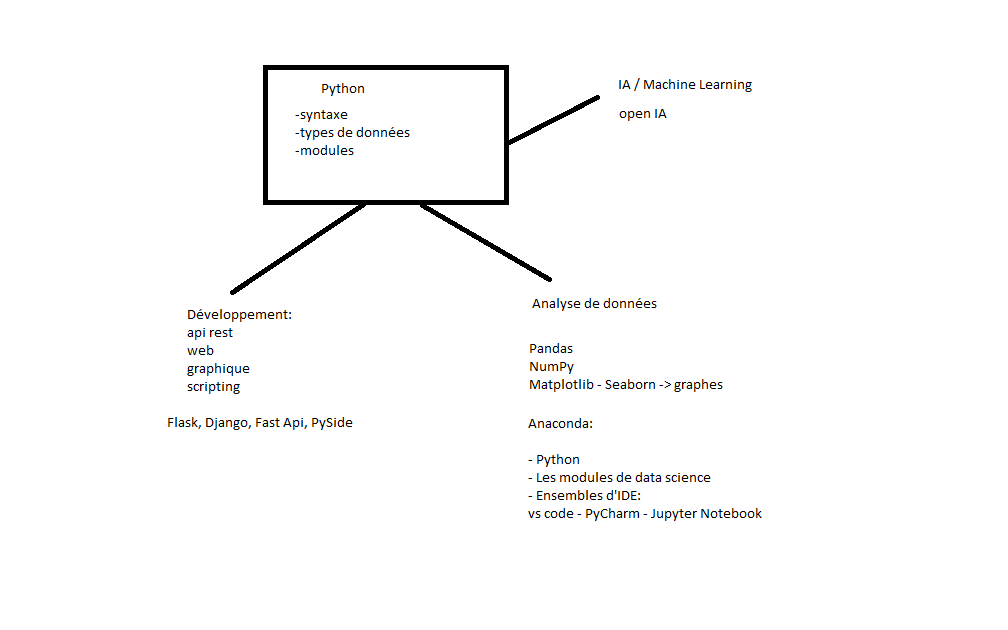 Python
-syntaxe
-types de données
-modules
IA / Machine Learning
open IA
Développement:
api rest
web
graphique
scripting
Flask, Django, Fast Api, PySide
Analyse de données
Pandas
NumPy
Matplotlib - Seaborn -> graphes
Anaconda:
- Python
- Les modules de data science
- Ensembles d'IDE:
vs code - PyCharm - Jupyter Notebook